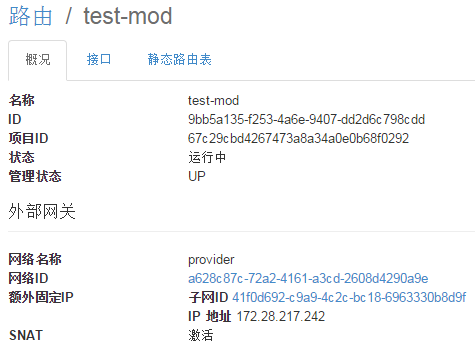 路由 / test-mod
概况 接口 静态路由表
名称 test-mod
ID 9bb5a135-f253-4a6e-9407-dd2d6c798cdd
项目ID 67c29cbd4267473a8a34a0e0b68f0292
状态 运行中
管理状态 UP
外部网关
网络名称 provider
网络ID a628c87c-72a2-4161-a3cd-2608d4290a9e
额外固定IP 子网ID 41f0d692-c9a9-4c2c-bc18-6963330b8d9f
IP 地址 172.28.217.242
SNAT 激活